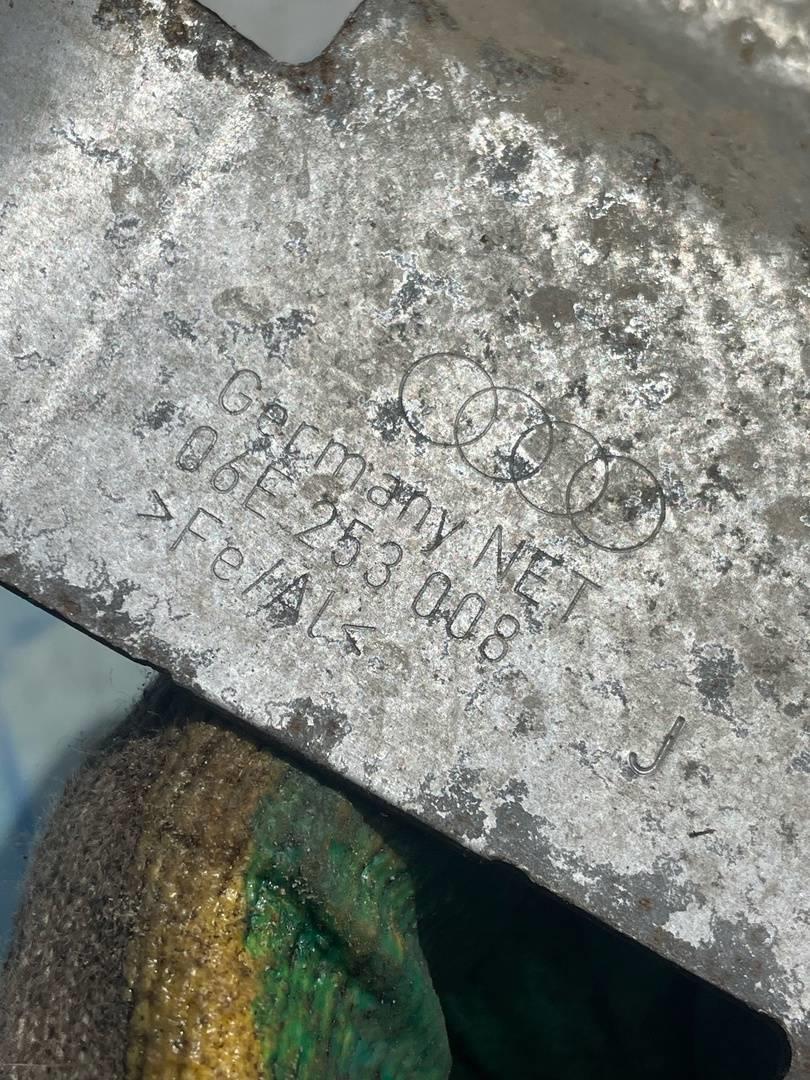 Germany NET
06E 253 008
>Fe/Al<
J